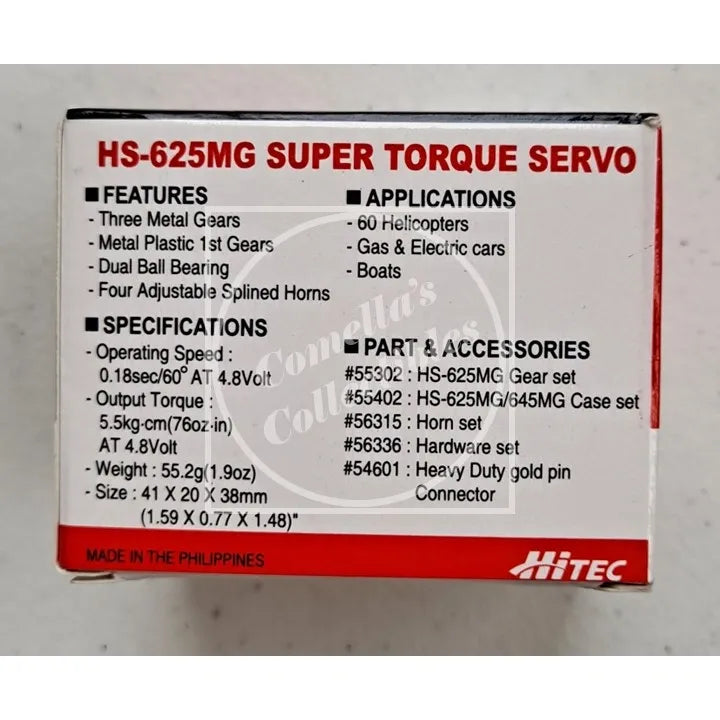 HS-625MG SUPER TORQUE SERVO
■ FEATURES
- Three Metal Gears
- Metal Plastic 1st Gears
- Dual Ball Bearing
- Four Adjustable Splined Horns
■ SPECIFICATIONS
- Operating Speed :
0.18sec/60° AT 4.8Volt
- Output Torque :
5.5kg·cm(76oz·in)
AT 4.8Volt
- Weight : 55.2g(1.9oz)
- Size : 41 X 20 X 38mm
(1.59 X 0.77 X 1.48)"
■ APPLICATIONS
- 60 Helicopters
- Gas & Electric cars
- Boats
■ PART & ACCESSORIES
#55302 : HS-625MG Gear set
#55402 : HS-625MG/645MG Case set
#56315 : Horn set
#56336 : Hardware set
#54601 : Heavy Duty gold pin
Connector
MADE IN THE PHILIPPINES
HiTEC
Comella's
Collectibles